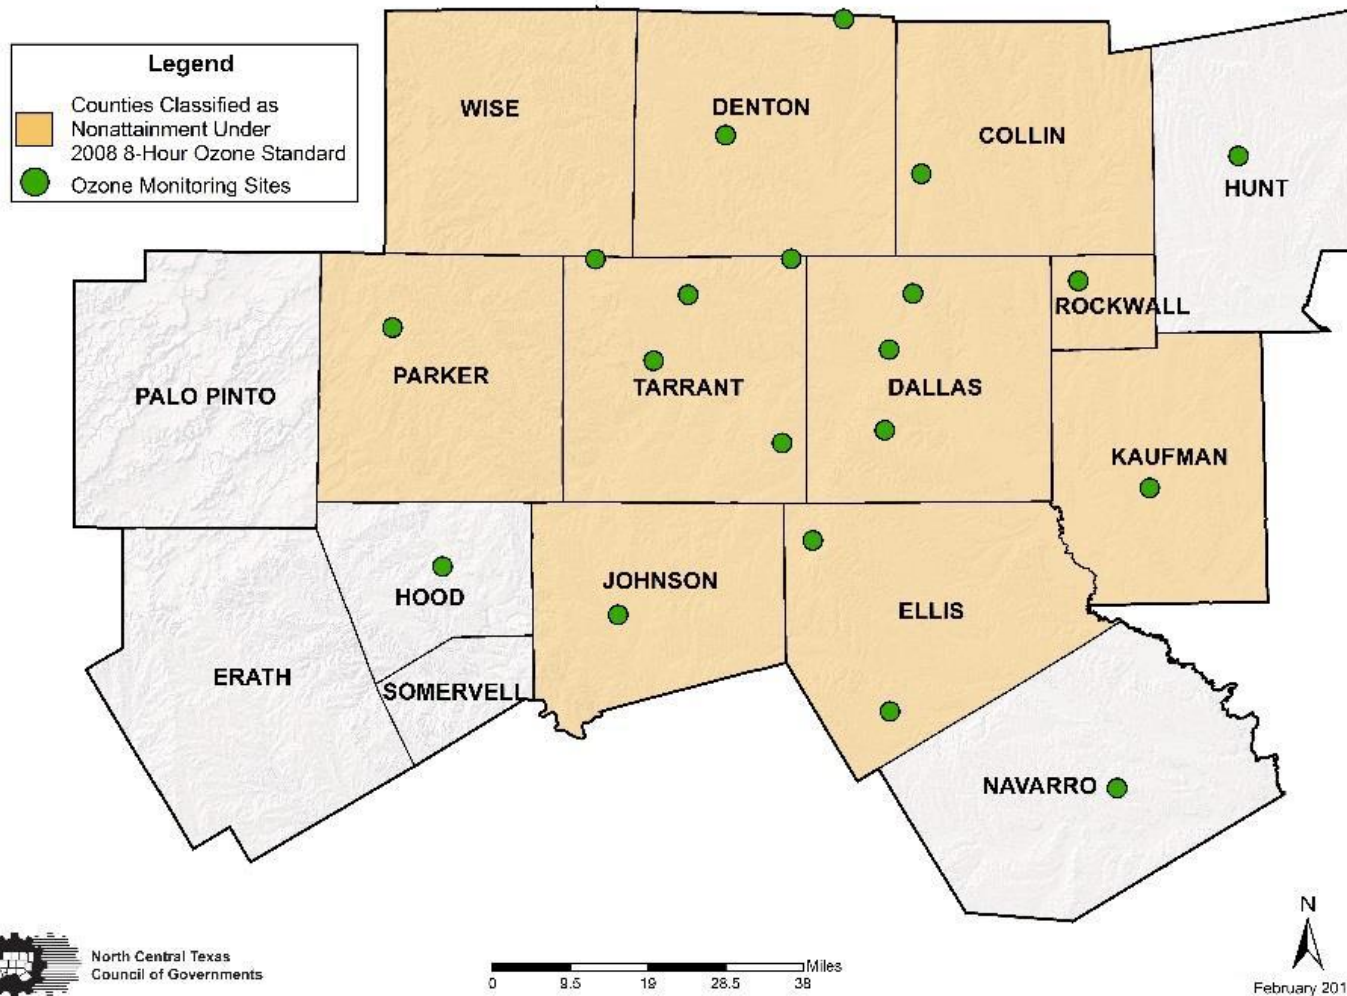 Legend
Counties Classified as
Nonattainment Under
2008 8-Hour Ozone Standard
Ozone Monitoring Sites
WISE
DENTON
COLLIN
HUNT
ROCKWALL
PALO PINTO
PARKER
TARRANT
DALLAS
KAUFMAN
HOOD
JOHNSON
ELLIS
ERATH
SOMERVELL
NAVARRO
N
North Central Texas
Council of Governments
Miles
0 9.5 19 28.5 38
February 201